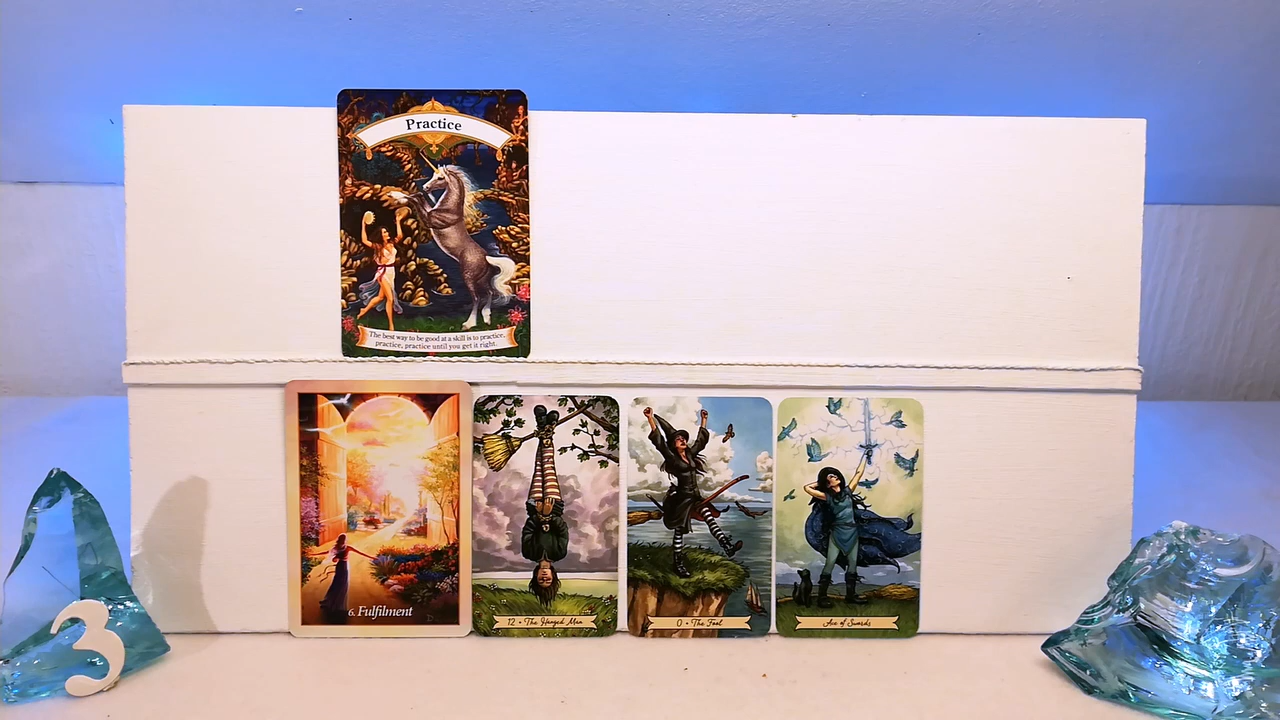 Practice
The best way to be good at a skill is to practice,
practice, practice until you get it right.
6. Fulfilment
12 • The Hanged Man
0 • The Fool
Ace of Swords
3